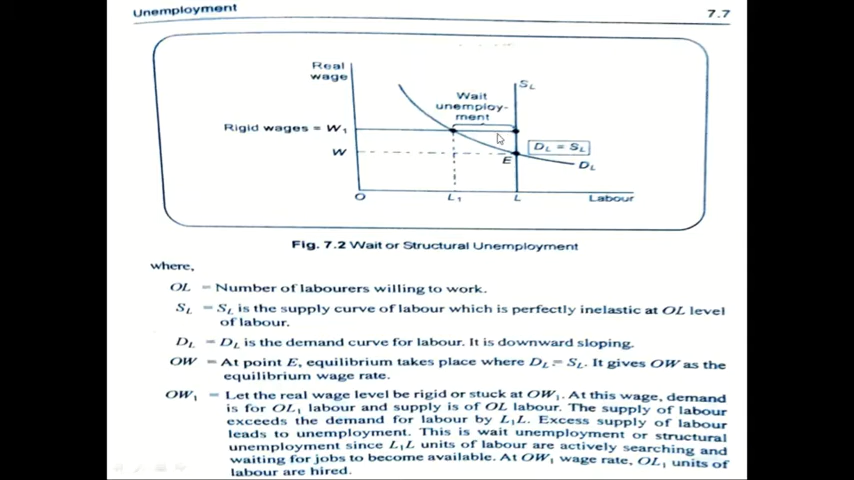 Unemployment 7.7
Real
wage
S_L
Wait
unemploy-
ment
Rigid wages = W₁
D_L = S_L
W
E
D_L
O L₁ L Labour
Fig. 7.2 Wait or Structural Unemployment
where,
OL = Number of labourers willing to work.
S_L = S_L is the supply curve of labour which is perfectly inelastic at OL level
of labour.
D_L = D_L is the demand curve for labour. It is downward sloping.
OW = At point E, equilibrium takes place where D_L = S_L. It gives OW as the
equilibrium wage rate.
OW₁ = Let the real wage level be rigid or stuck at OW₁. At this wage, demand
is for OL₁ labour and supply is of OL labour. The supply of labour
exceeds the demand for labour by L₁L. Excess supply of labour
leads to unemployment. This is wait unemployment or structural
unemployment since L₁L units of labour are actively searching and
waiting for jobs to become available. At OW₁ wage rate, OL₁ units of
labour are hired.